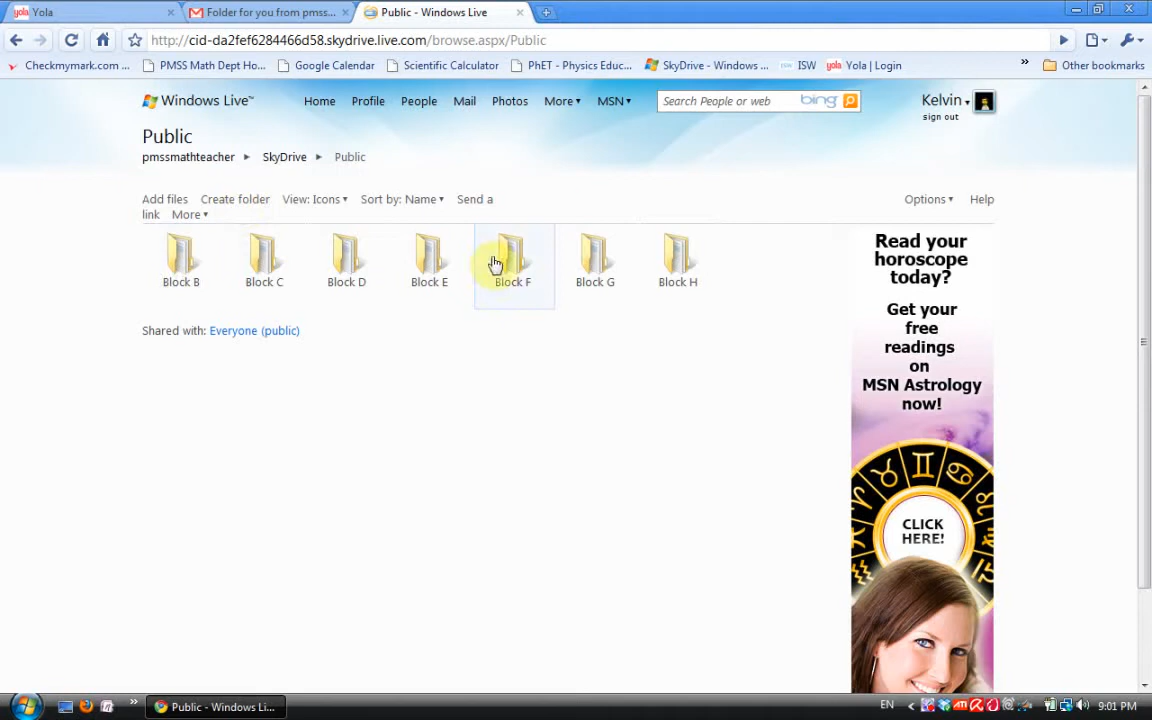 Yola
Folder for you from pmss...
Public - Windows Live
http://cid-da2fef6284466d58.skydrive.live.com/browse.aspx/Public
Checkmymark.com ... PMSS Math Dept Ho... Google Calendar Scientific Calculator PhET - Physics Educ... SkyDrive - Windows ... ISW ISW Yola | Login » Other bookmarks
Windows Live™ Home Profile People Mail Photos More MSN Search People or web bing Kelvin
sign out
Public
pmssmathteacher SkyDrive Public
Add files Create folder View: Icons Sort by: Name Send a
link More
Options Help
Block B Block C Block D Block E Block F Block G Block H
Shared with: Everyone (public)
Read your
horoscope
today?
Get your
free
readings
on
MSN Astrology
now!
CLICK
HERE!
Public - Windows Li... EN 9:01 PM